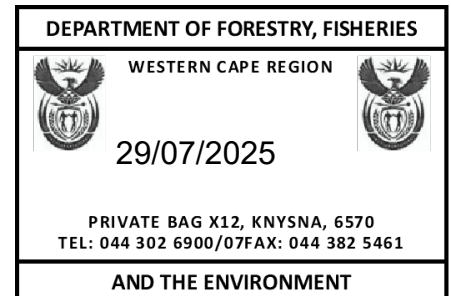 DEPARTMENT OF FORESTRY, FISHERIES
WESTERN CAPE REGION
29/07/2025
PRIVATE BAG X12, KNYSNA, 6570
TEL: 044 302 6900/07FAX: 044 382 5461
AND THE ENVIRONMENT